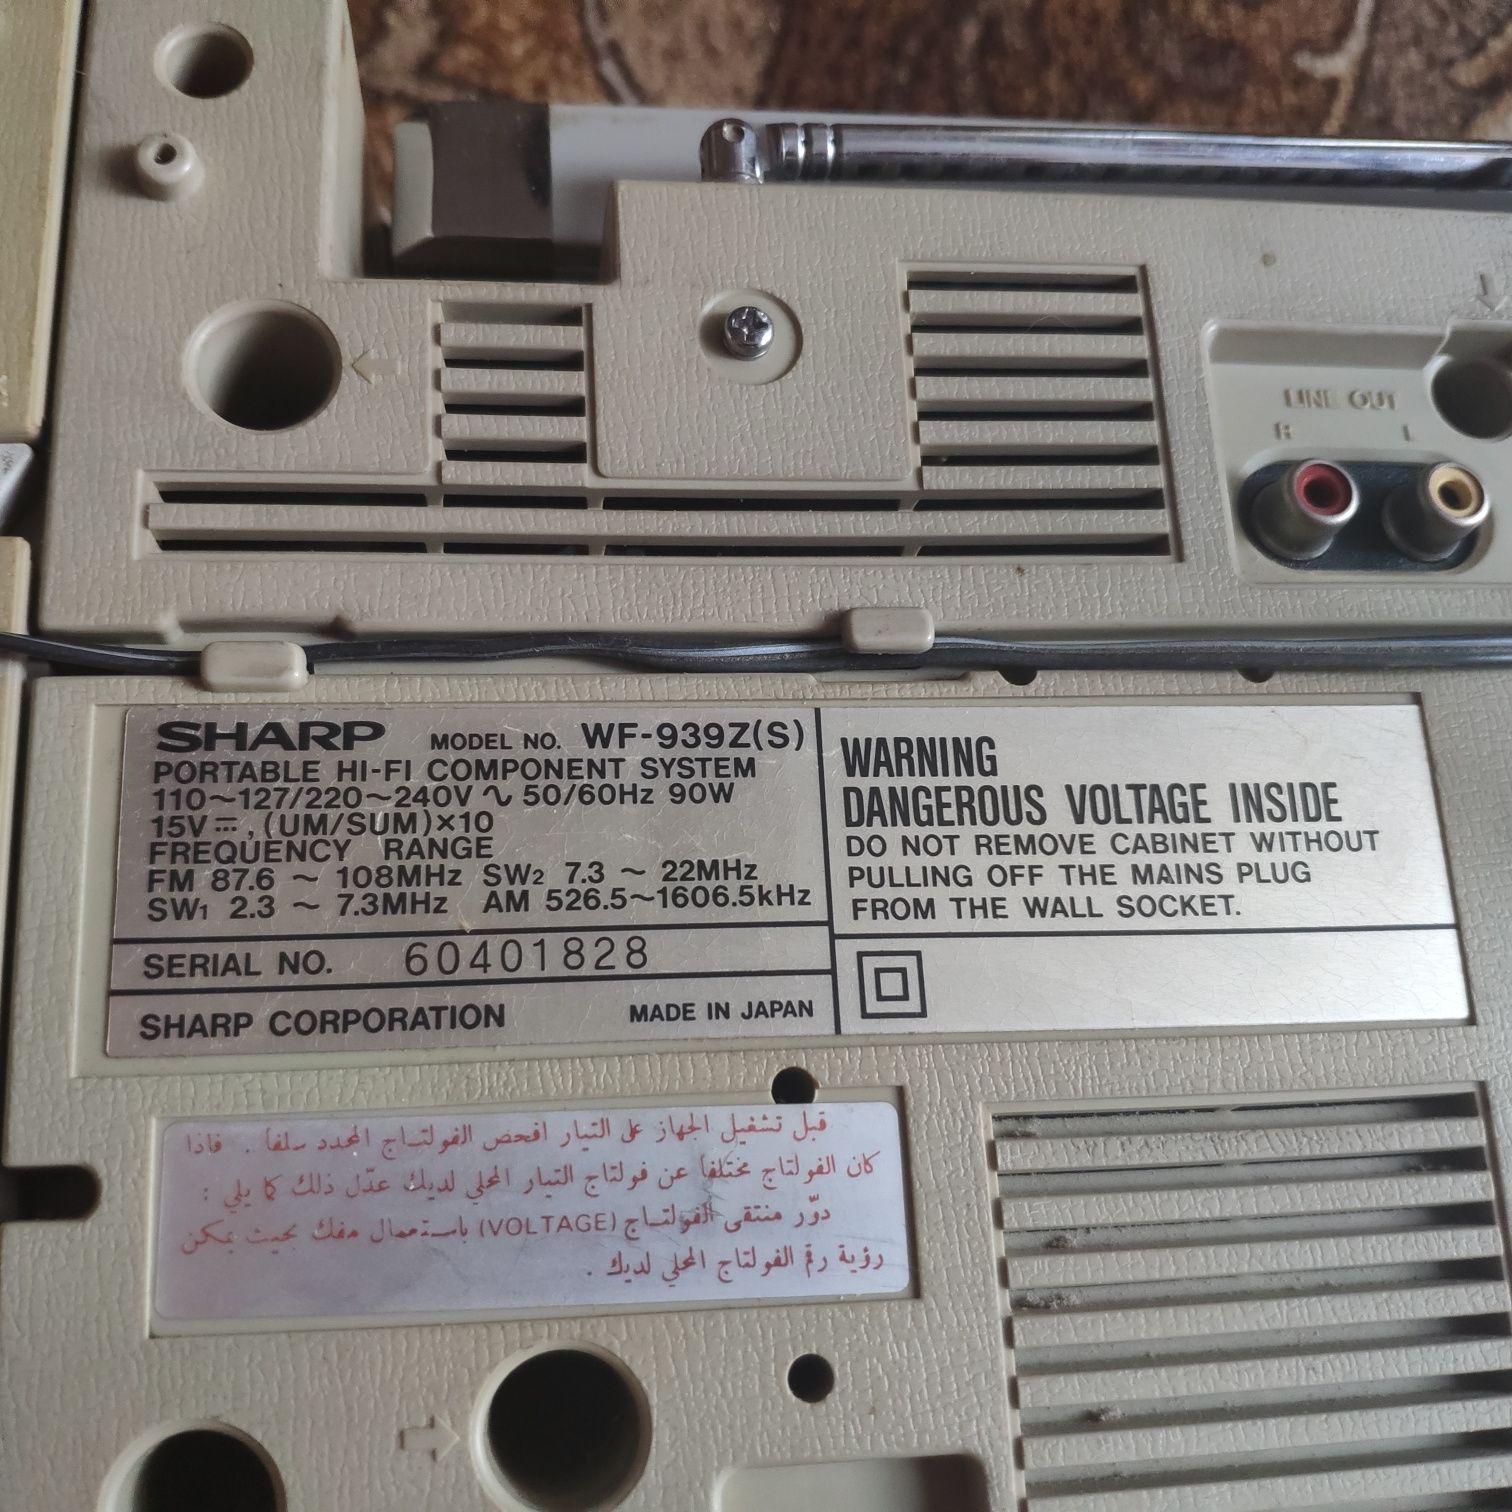 LINE OUT
R L
SHARP MODEL NO. WF-939Z(S)
PORTABLE HI-FI COMPONENT SYSTEM
110~127/220~240V ∿ 50/60Hz 90W
15V ⎓, (UM/SUM)×10
FREQUENCY RANGE
FM 87.6 ~ 108MHz SW2 7.3 ~ 22MHz
SW1 2.3 ~ 7.3MHz AM 526.5~1606.5kHz
SERIAL NO. 60401828
SHARP CORPORATION MADE IN JAPAN
WARNING
DANGEROUS VOLTAGE INSIDE
DO NOT REMOVE CABINET WITHOUT
PULLING OFF THE MAINS PLUG
FROM THE WALL SOCKET.
قبل تشغيل الجهاز على التيار افحص الفولتاج المحدد سلفاً . فاذا
كان الفولتاج مختلفاً عن فولتاج التيار المحلي لديك عدّل ذلك كما يلي :
دوّر منتقى الفولتاج (VOLTAGE) باستعمال مفك بحيث يمكن
رؤية رقم الفولتاج المحلي لديك .